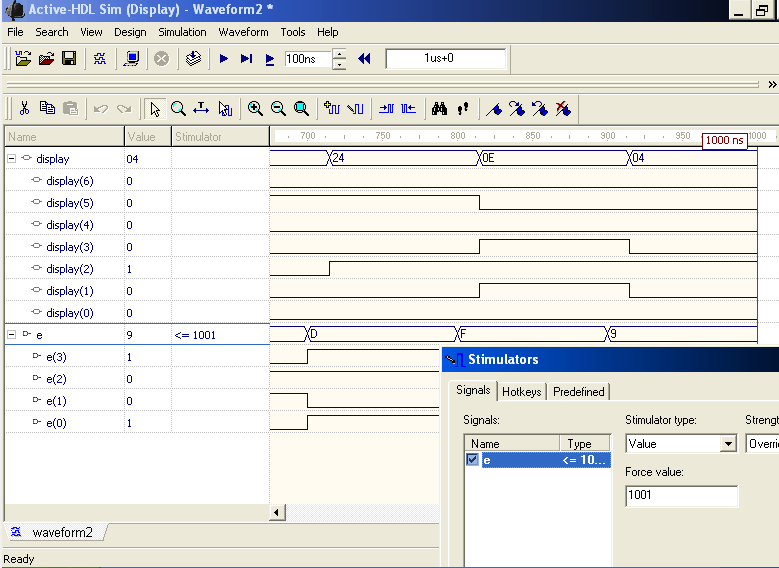 Active-HDL Sim (Display) - Waveform2 *
File Search View Design Simulation Waveform Tools Help
100ns 1us+0
»
Name Value Stimulator 700 750 800 850 900 950 1000
1000 ns
display 04 24 0E 04
display(6) 0
display(5) 0
display(4) 0
display(3) 0
display(2) 1
display(1) 0
display(0) 0
e 9 <= 1001 D F 9
e(3) 1
e(2) 0
e(1) 0
e(0) 1
Stimulators
Signals Hotkeys Predefined
Signals: Stimulator type: Strengt
Name Type Value Overri
e <= 10...
Force value:
1001
waveform2
Ready